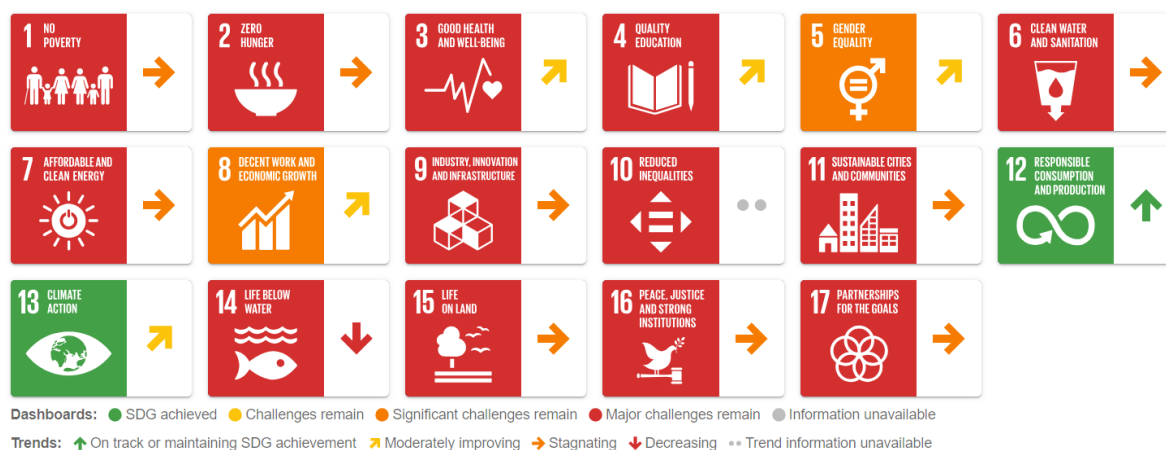 1 NO POVERTY
2 ZERO HUNGER
3 GOOD HEALTH AND WELL-BEING
4 QUALITY EDUCATION
5 GENDER EQUALITY
6 CLEAN WATER AND SANITATION
7 AFFORDABLE AND CLEAN ENERGY
8 DECENT WORK AND ECONOMIC GROWTH
9 INDUSTRY, INNOVATION AND INFRASTRUCTURE
10 REDUCED INEQUALITIES
11 SUSTAINABLE CITIES AND COMMUNITIES
12 RESPONSIBLE CONSUMPTION AND PRODUCTION
13 CLIMATE ACTION
14 LIFE BELOW WATER
15 LIFE ON LAND
16 PEACE, JUSTICE AND STRONG INSTITUTIONS
17 PARTNERSHIPS FOR THE GOALS
Dashboards: SDG achieved Challenges remain Significant challenges remain Major challenges remain Information unavailable
Trends: On track or maintaining SDG achievement Moderately improving Stagnating Decreasing Trend information unavailable